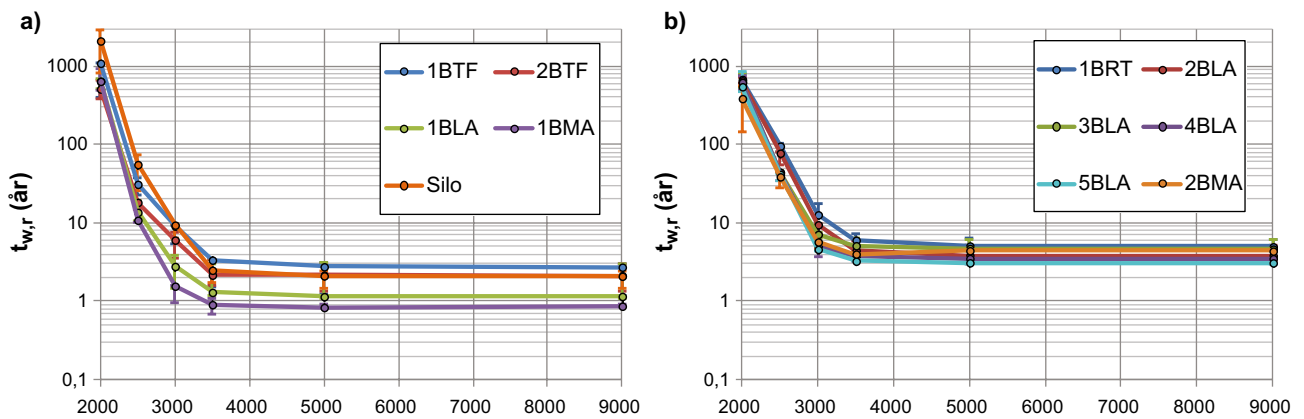 a)
t_w,r (år)
1000
100
10
1
0,1
1BTF 2BTF
1BLA 1BMA
Silo
2000 3000 4000 5000 6000 7000 8000 9000
b)
t_w,r (år)
1000
100
10
1
0,1
1BRT 2BLA
3BLA 4BLA
5BLA 2BMA
2000 3000 4000 5000 6000 7000 8000 9000